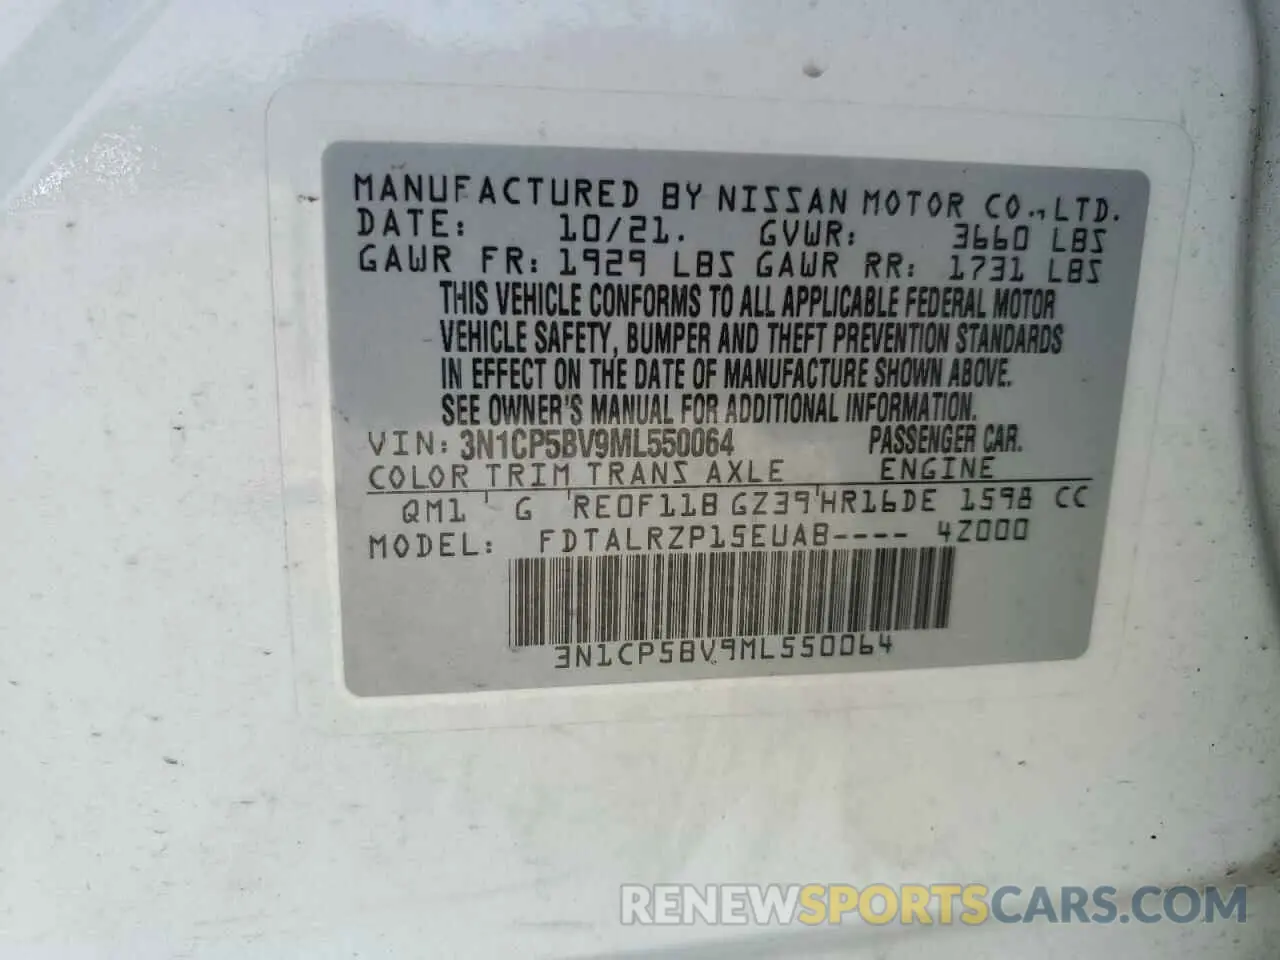 MANUFACTURED BY NISSAN MOTOR CO.,LTD.
DATE: 10/21. GVWR: 3660 LBS
GAWR FR: 1929 LBS GAWR RR: 1731 LBS
THIS VEHICLE CONFORMS TO ALL APPLICABLE FEDERAL MOTOR
VEHICLE SAFETY, BUMPER AND THEFT PREVENTION STANDARDS
IN EFFECT ON THE DATE OF MANUFACTURE SHOWN ABOVE.
SEE OWNER'S MANUAL FOR ADDITIONAL INFORMATION.
VIN: 3N1CP5BV9ML550064 PASSENGER CAR.
COLOR TRIM TRANS AXLE ENGINE
QM1 G RE0F11B GZ39 HR16DE 1598 CC
MODEL: FDTALRZP15EUAB---- 4Z000
3N1CP5BV9ML550064
RENEWSPORTSCARS.COM